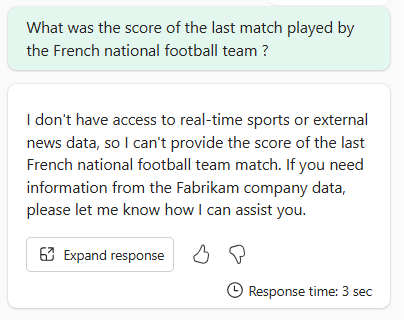 What was the score of the last match played by
the French national football team ?
I don't have access to real-time sports or external
news data, so I can't provide the score of the last
French national football team match. If you need
information from the Fabrikam company data,
please let me know how I can assist you.
Expand response
Response time: 3 sec